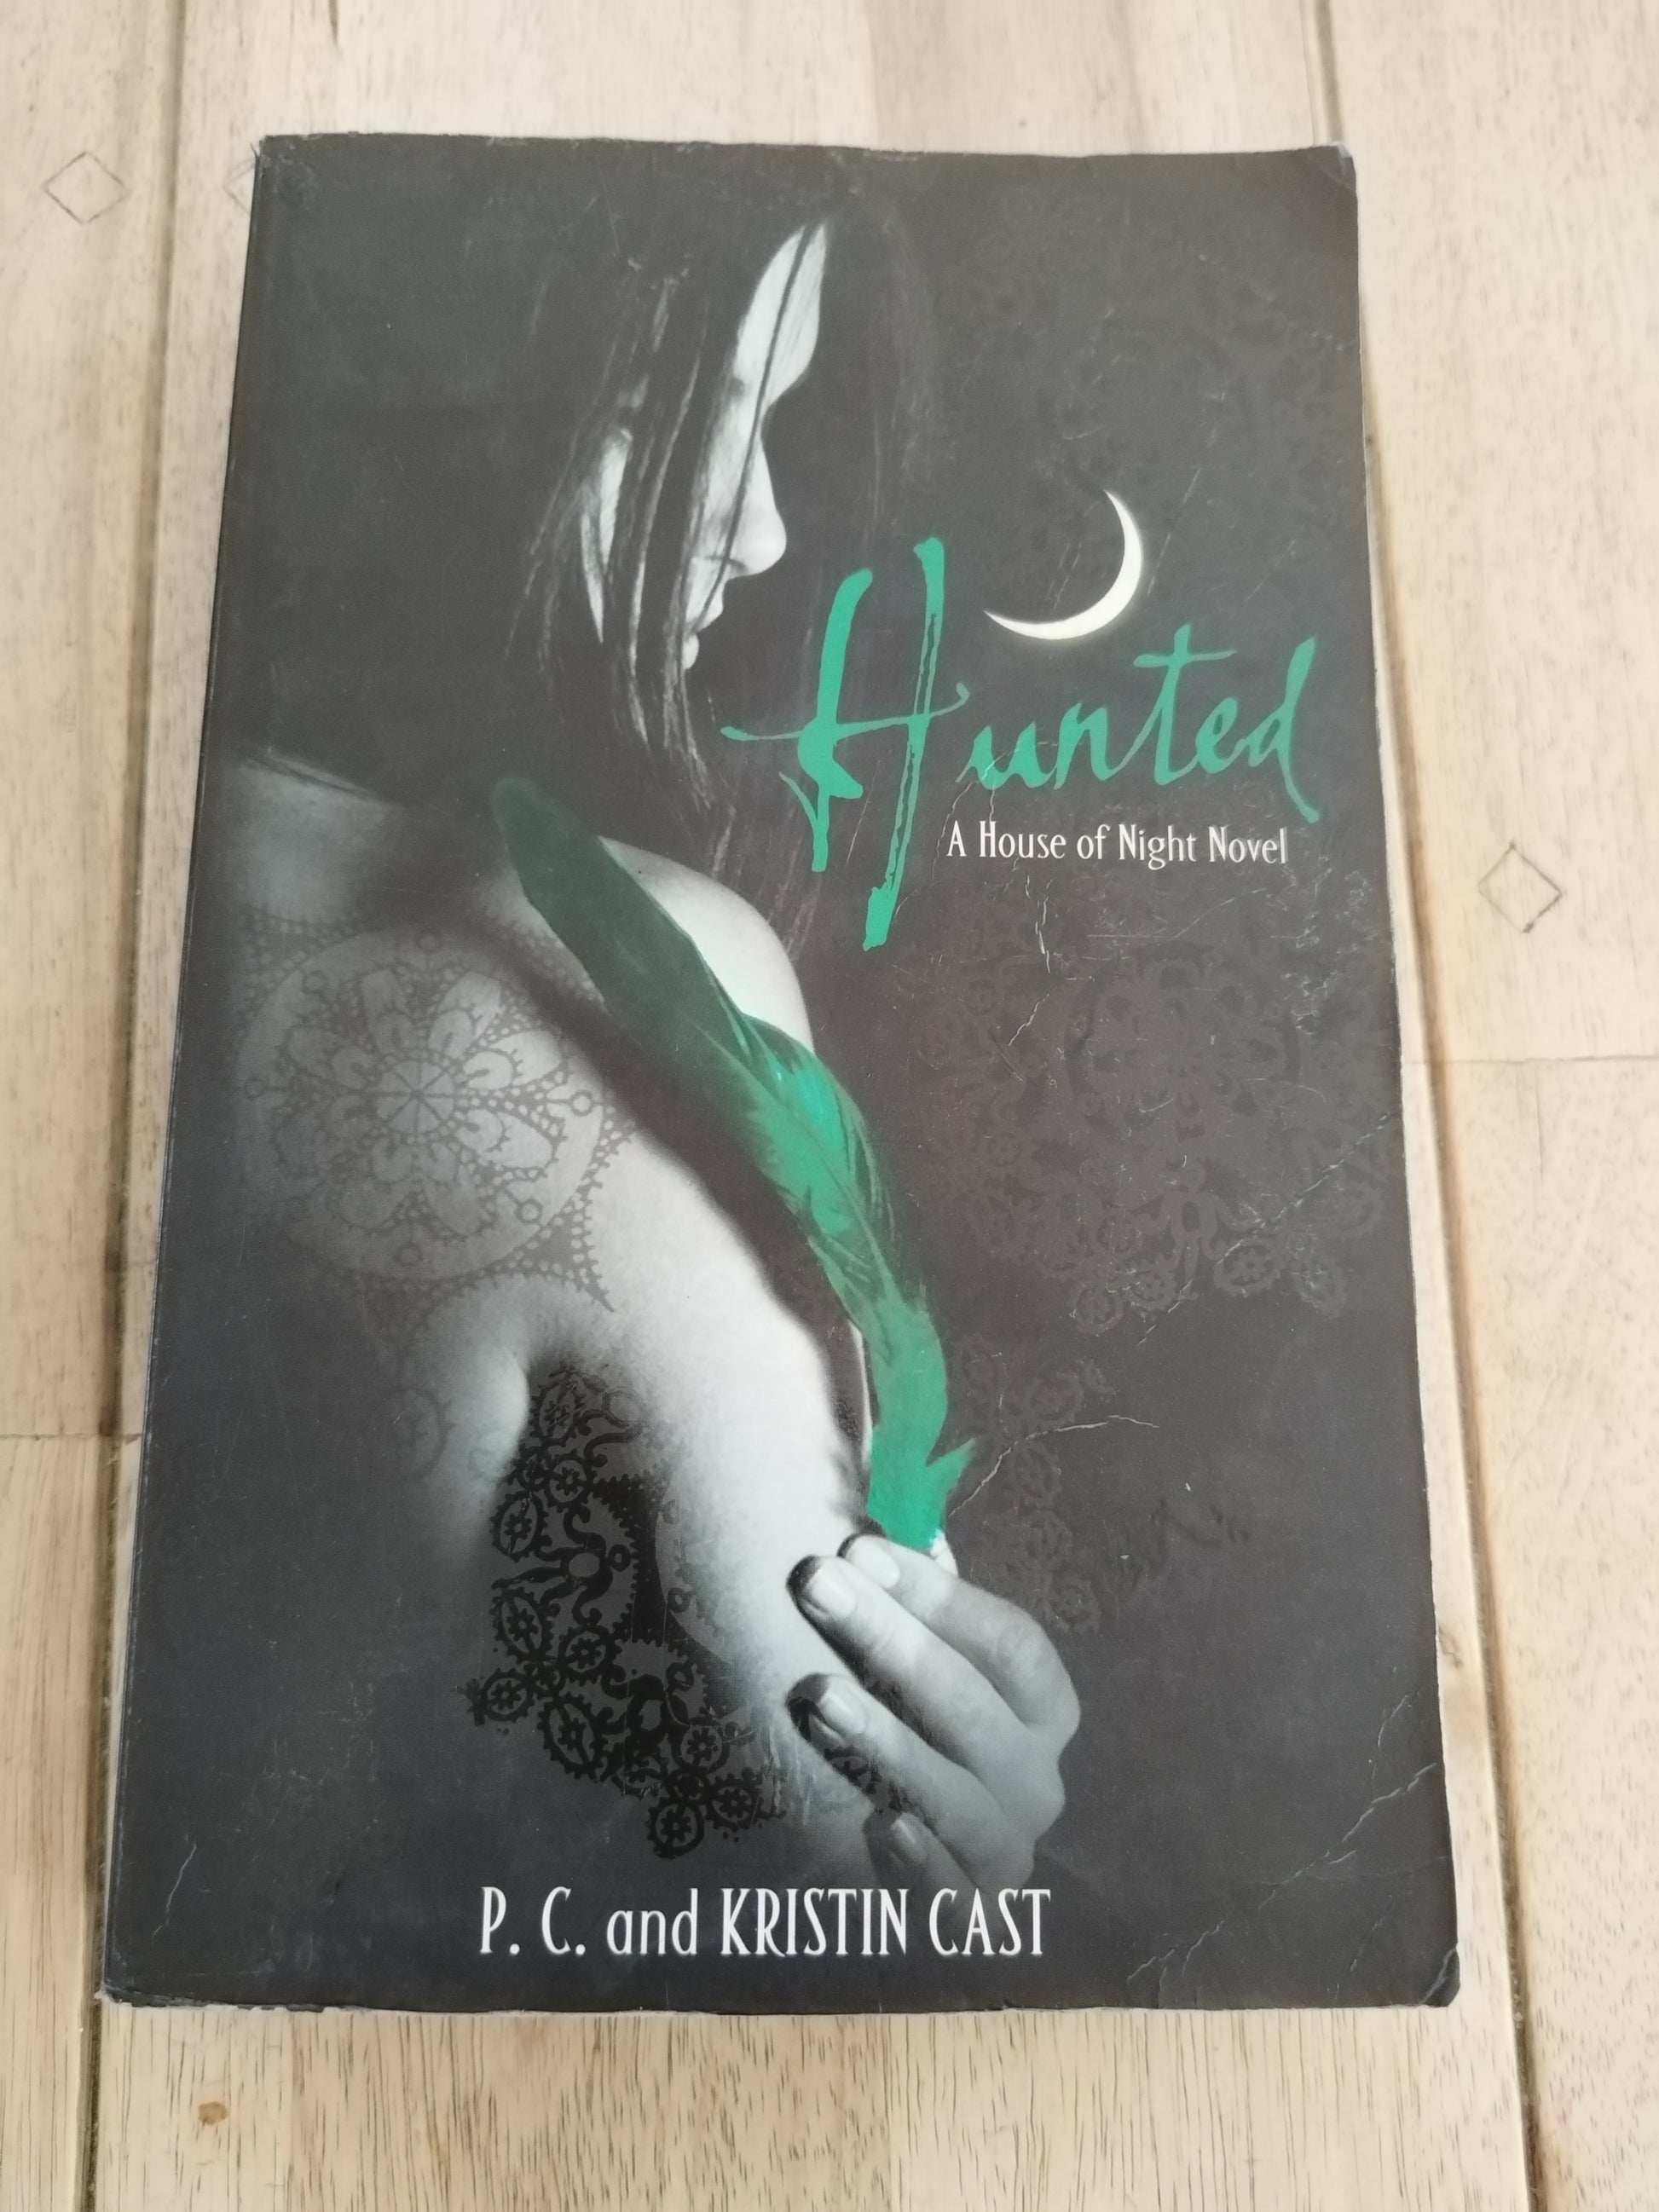 Hunted
A House of Night Novel
P. C. and KRISTIN CAST